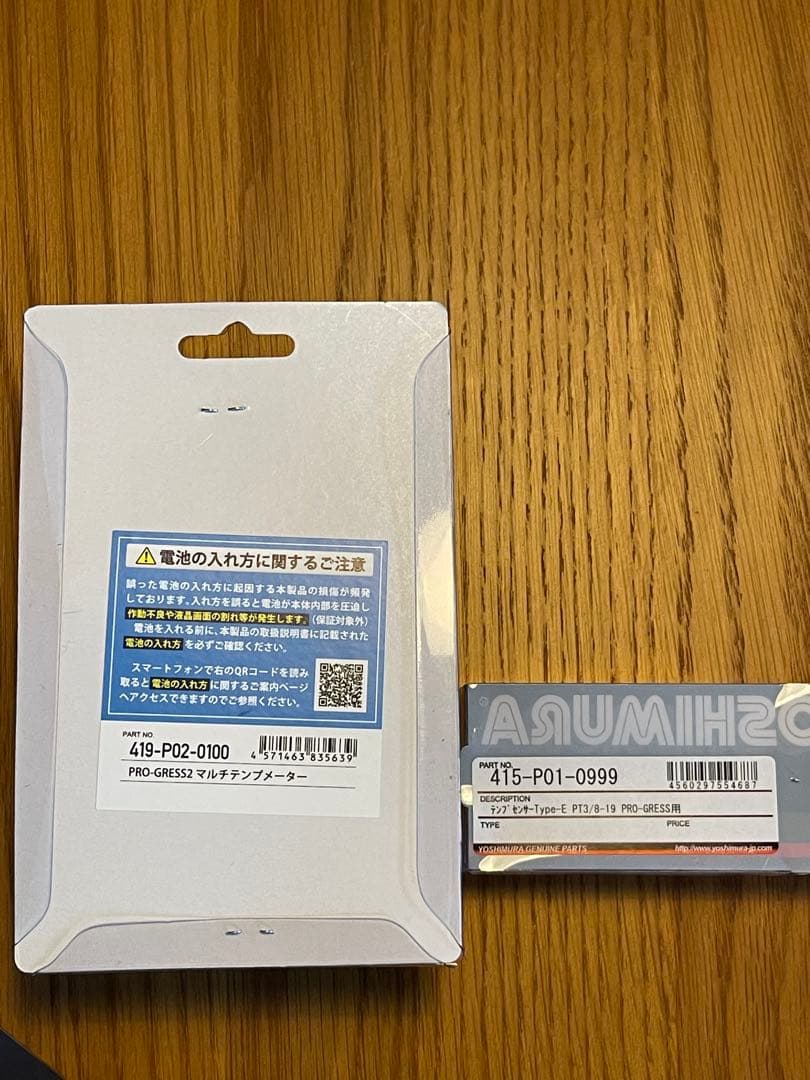 電池の入れ方に関するご注意
誤った電池の入れ方に起因する本製品の損傷が頻発
しております。入れ方を誤ると電池が本体内部を圧迫し
作動不良や液晶画面の割れ等が発生します。(保証対象外)
電池を入れる前に、本製品の取扱説明書に記載された
電池の入れ方を必ずご確認ください。
スマートフォンで右のQRコードを読み
取ると電池の入れ方に関するご案内ページ
へアクセスできますのでご参照ください。
PART NO.
419-P02-0100
4 571463 835639
PRO-GRESS2 マルチテンプメーター
OSHIMURA
PART NO.
415-P01-0999
4560297554687
DESCRIPTION
ﾃﾝﾌﾟｾﾝｻｰType-E PT3/8-19 PRO-GRESS用
TYPE
PRICE
YOSHIMURA GENUINE PARTS
http://www.yoshimura-jp.com